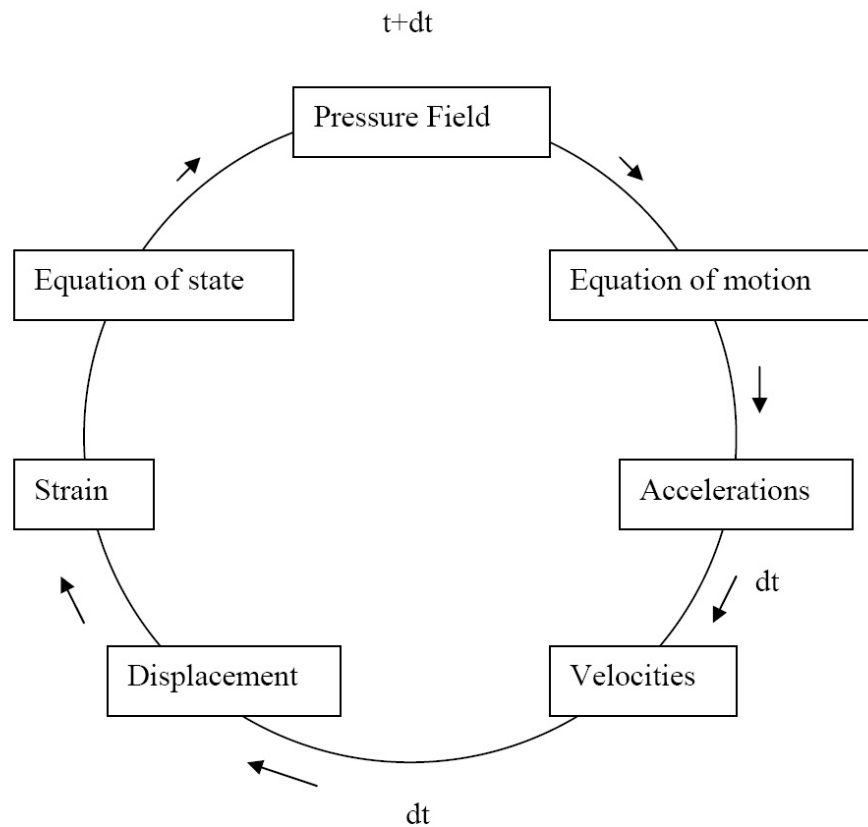 t+dt
Pressure Field
Equation of state
Equation of motion
Strain
Accelerations
dt
Displacement
Velocities
dt